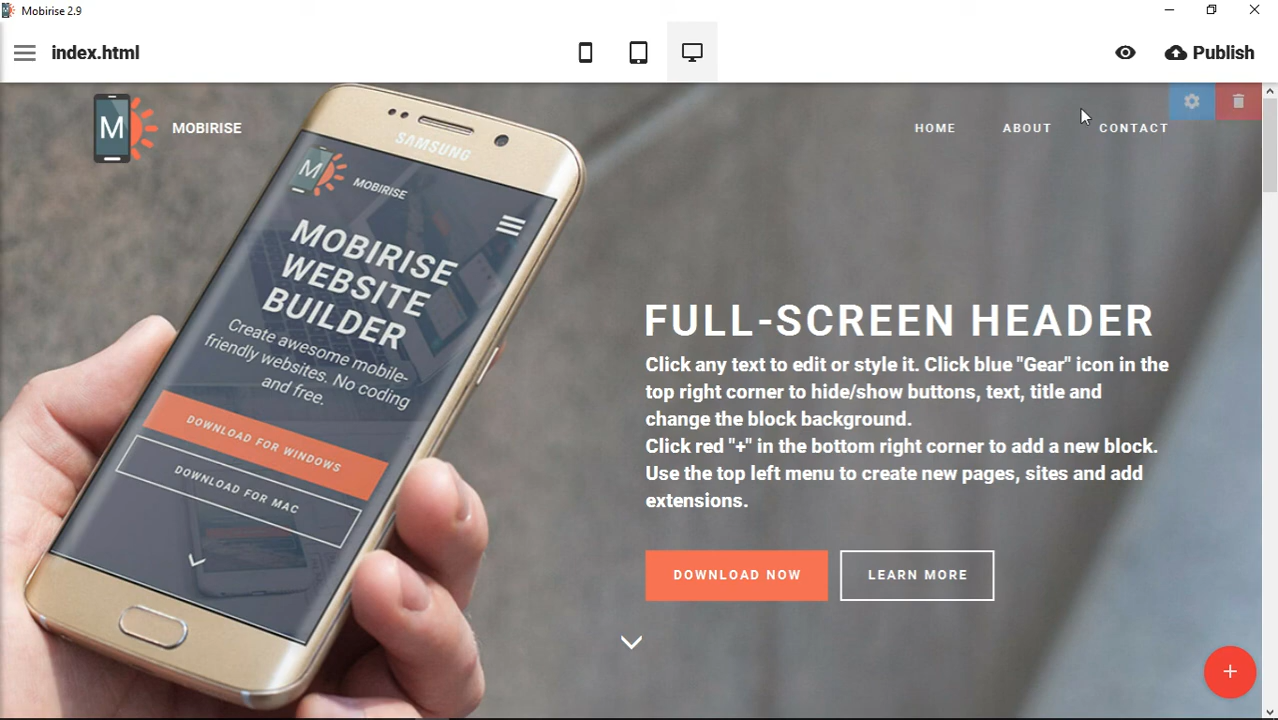 Mobirise 2.9
index.html
Publish
M
MOBIRISE
HOME ABOUT CONTACT
SAMSUNG
M
MOBIRISE
MOBIRISE
WEBSITE
BUILDER
Create awesome mobile-
friendly websites. No coding
and free.
DOWNLOAD FOR WINDOWS
DOWNLOAD FOR MAC
FULL-SCREEN HEADER
Click any text to edit or style it. Click blue "Gear" icon in the
top right corner to hide/show buttons, text, title and
change the block background.
Click red "+" in the bottom right corner to add a new block.
Use the top left menu to create new pages, sites and add
extensions.
DOWNLOAD NOW
LEARN MORE